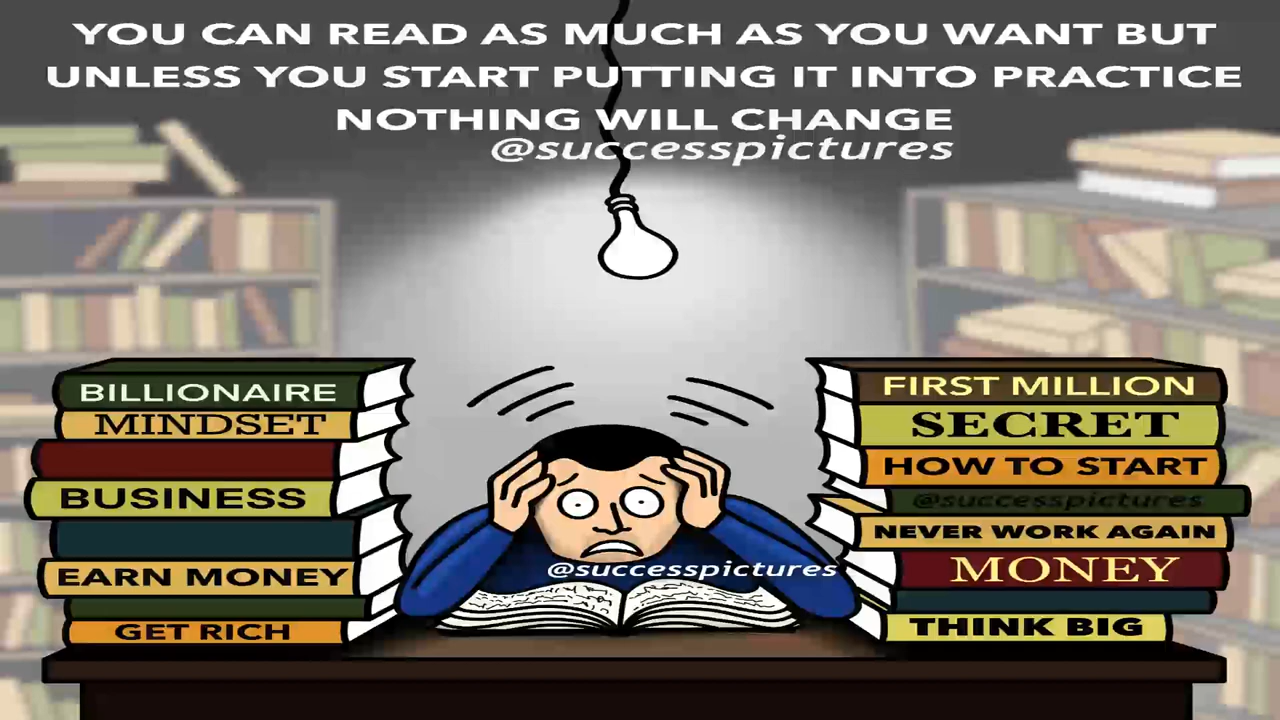 YOU CAN READ AS MUCH AS YOU WANT BUT
UNLESS YOU START PUTTING IT INTO PRACTICE
NOTHING WILL CHANGE
@successpictures
BILLIONAIRE
MINDSET
BUSINESS
EARN MONEY
GET RICH
FIRST MILLION
SECRET
HOW TO START
@successpictures
NEVER WORK AGAIN
MONEY
THINK BIG
@successpictures